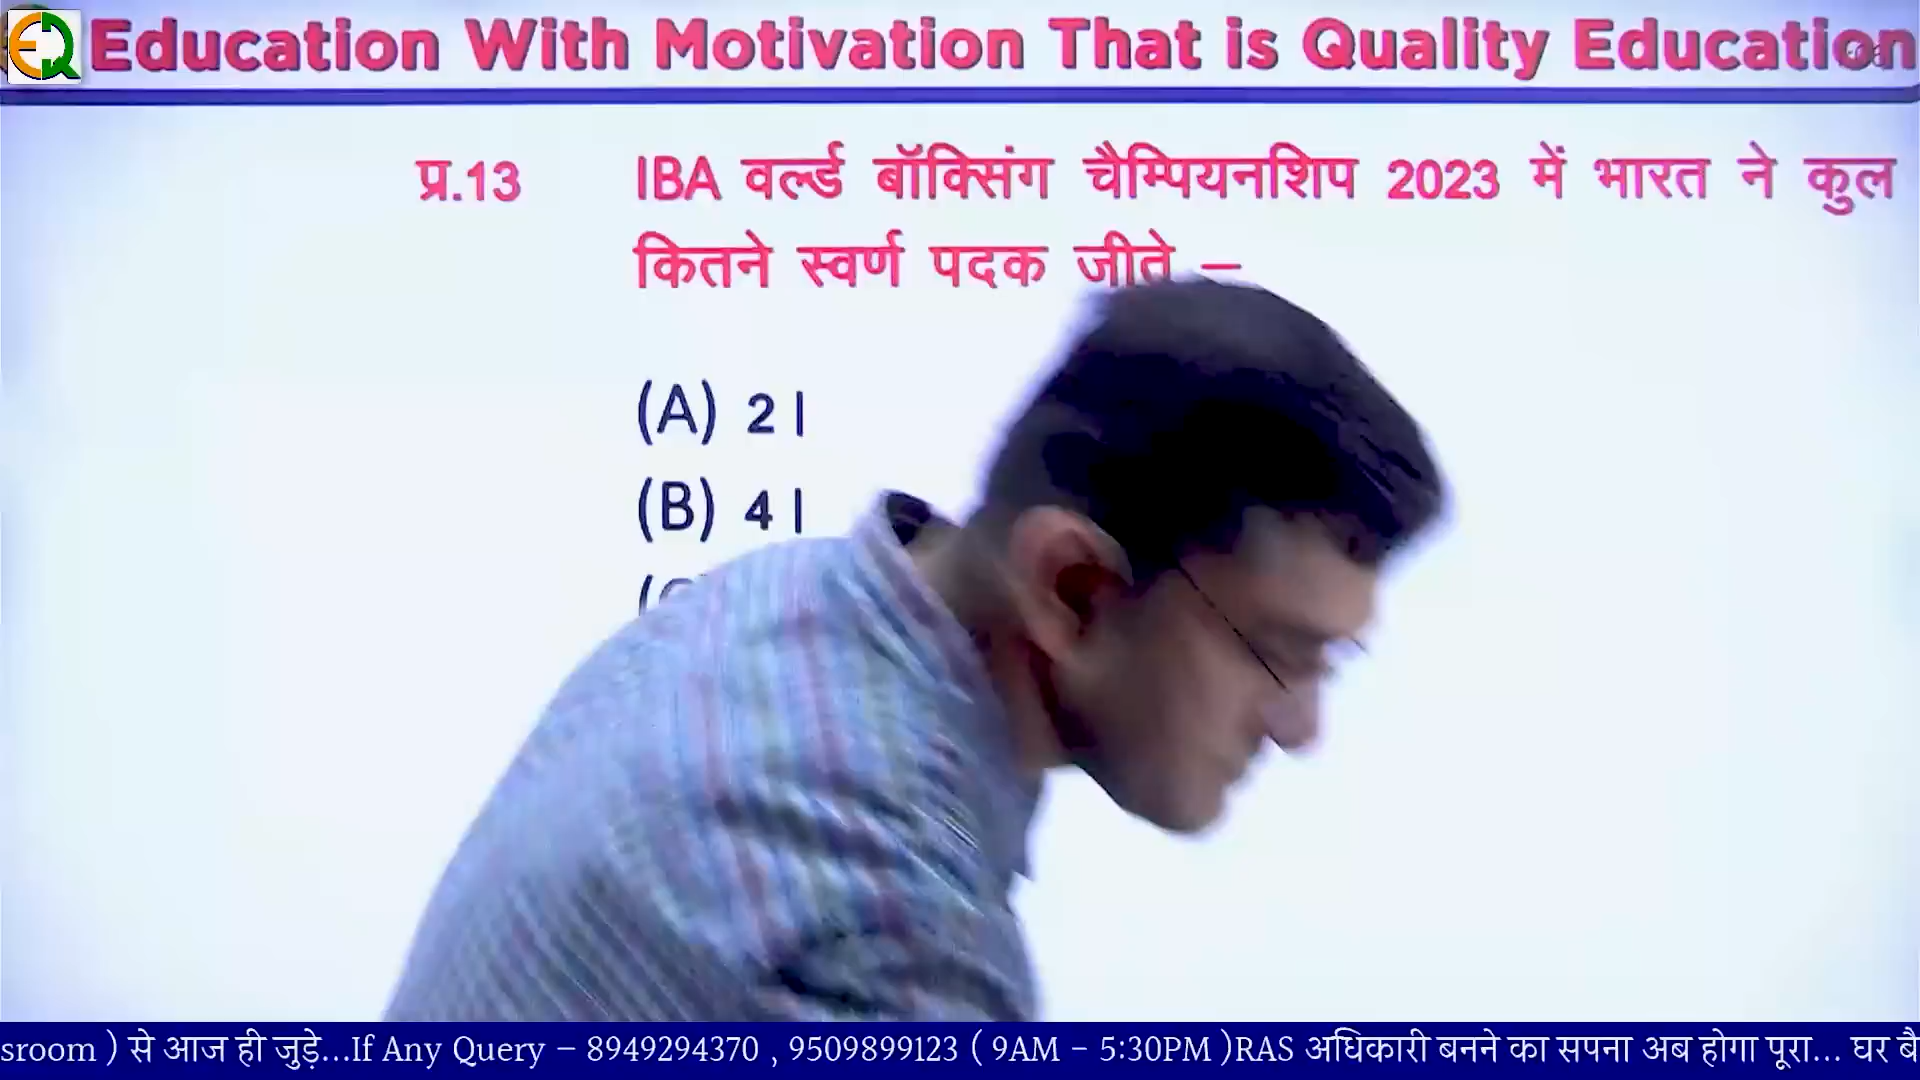 EQ
Education With Motivation That is Quality Education
प्र.13 IBA वर्ल्ड बॉक्सिंग चैम्पियनशिप 2023 में भारत ने कुल
कितने स्वर्ण पदक जीते –
(A) 2।
(B) 4।
sroom ) से आज ही जुड़े...If Any Query – 8949294370 , 9509899123 ( 9AM – 5:30PM )RAS अधिकारी बनने का सपना अब होगा पूरा... घर बै